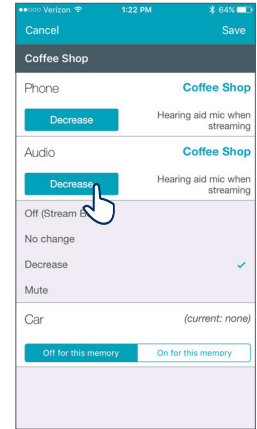 Verizon 1:22 PM 64%
Cancel Save
Coffee Shop
Phone Coffee Shop
Decrease Hearing aid mic when
streaming
Audio Coffee Shop
Decrease Hearing aid mic when
streaming
Off (Stream B
No change
Decrease
Mute
Car (current: none)
Off for this memory On for this memory